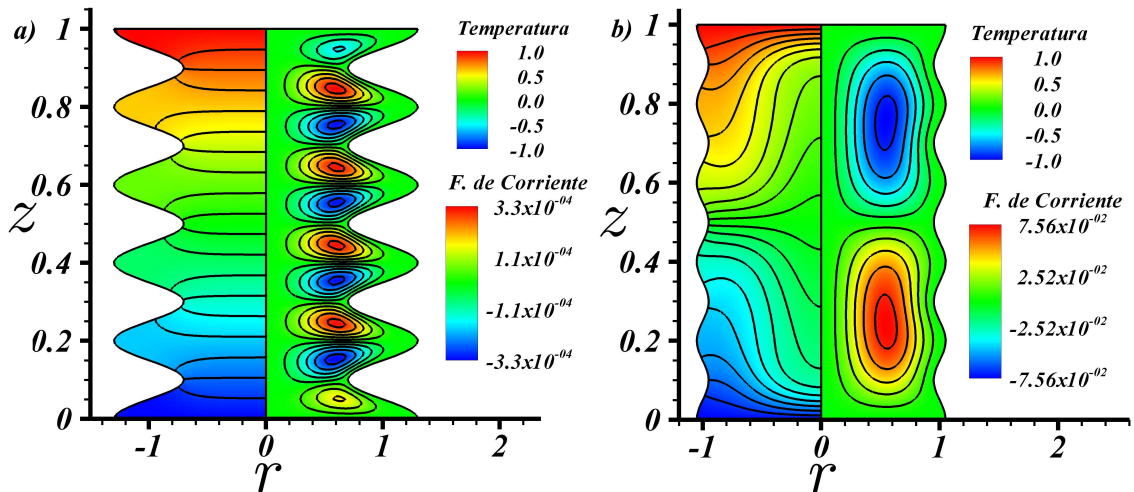 a)
1
0.8
0.6
0.4
0.2
0
z
-1
0
1
2
r
Temperatura
1.0
0.5
0.0
-0.5
-1.0
F. de Corriente
3.3x10⁻⁰⁴
1.1x10⁻⁰⁴
-1.1x10⁻⁰⁴
-3.3x10⁻⁰⁴
b)
1
0.8
0.6
0.4
0.2
0
z
-1
0
1
2
r
Temperatura
1.0
0.5
0.0
-0.5
-1.0
F. de Corriente
7.56x10⁻⁰²
2.52x10⁻⁰²
-2.52x10⁻⁰²
-7.56x10⁻⁰²